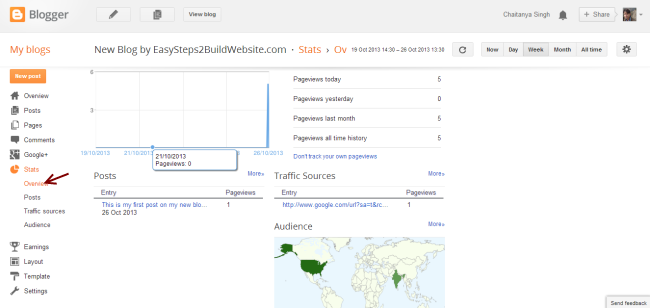 Blogger
View blog
Chaitanya Singh
+ Share
My blogs
New Blog by EasySteps2BuildWebsite.com · Stats › Ov
19 Oct 2013 14:30 – 26 Oct 2013 13:30
Now Day Week Month All time
New post
Overview
Posts
Pages
Comments
Google+
Stats
Overview
Posts
Traffic sources
Audience
Earnings
Layout
Template
Settings
6
3
19/10/2013 21/10/2013 26/10/2013
21/10/2013
Pageviews: 0
Pageviews today 5
Pageviews yesterday 0
Pageviews last month 5
Pageviews all time history 5
Don't track your own pageviews
Posts More»
Entry Pageviews
This is my first post on my new blo... 1
26 Oct 2013
Traffic Sources More»
Entry Pageviews
http://www.google.com/url?sa=t&rc... 1
Audience More»
Send feedback